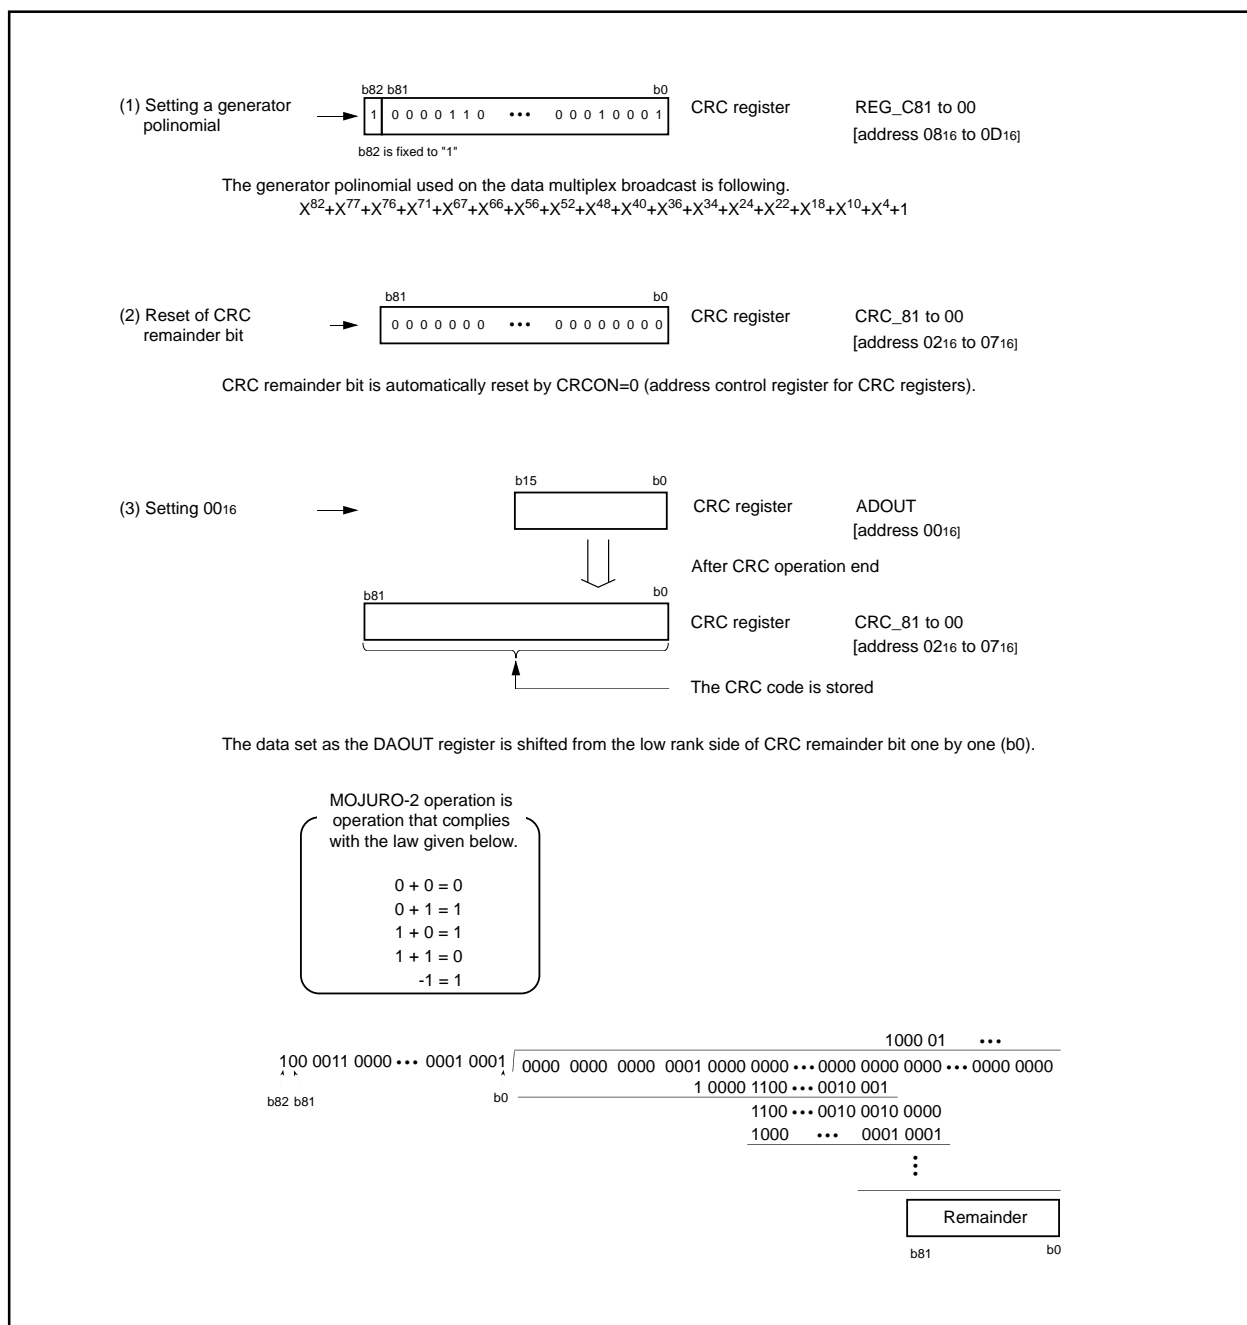 b82 b81 b0
(1) Setting a generator polinomial
1 0 0 0 0 1 1 0 ••• 0 0 0 1 0 0 0 1
CRC register REG_C81 to 00
[address 0816 to 0D16]
b82 is fixed to "1"
The generator polinomial used on the data multiplex broadcast is following.
X82+X77+X76+X71+X67+X66+X56+X52+X48+X40+X36+X34+X24+X22+X18+X10+X4+1
b81 b0
(2) Reset of CRC remainder bit
0 0 0 0 0 0 0 ••• 0 0 0 0 0 0 0 0
CRC register CRC_81 to 00
[address 0216 to 0716]
CRC remainder bit is automatically reset by CRCON=0 (address control register for CRC registers).
b15 b0
(3) Setting 0016
CRC register ADOUT
[address 0016]
After CRC operation end
b81 b0
CRC register CRC_81 to 00
[address 0216 to 0716]
The CRC code is stored
The data set as the DAOUT register is shifted from the low rank side of CRC remainder bit one by one (b0).
MOJURO-2 operation is
operation that complies
with the law given below.
0 + 0 = 0
0 + 1 = 1
1 + 0 = 1
1 + 1 = 0
-1 = 1
1000 01 •••
100 0011 0000 ••• 0001 0001 0000 0000 0000 0001 0000 0000 ••• 0000 0000 0000 ••• 0000 0000
b82 b81 b0
1 0000 1100 ••• 0010 001
1100 ••• 0010 0010 0000
1000 ••• 0001 0001
Remainder
b81 b0